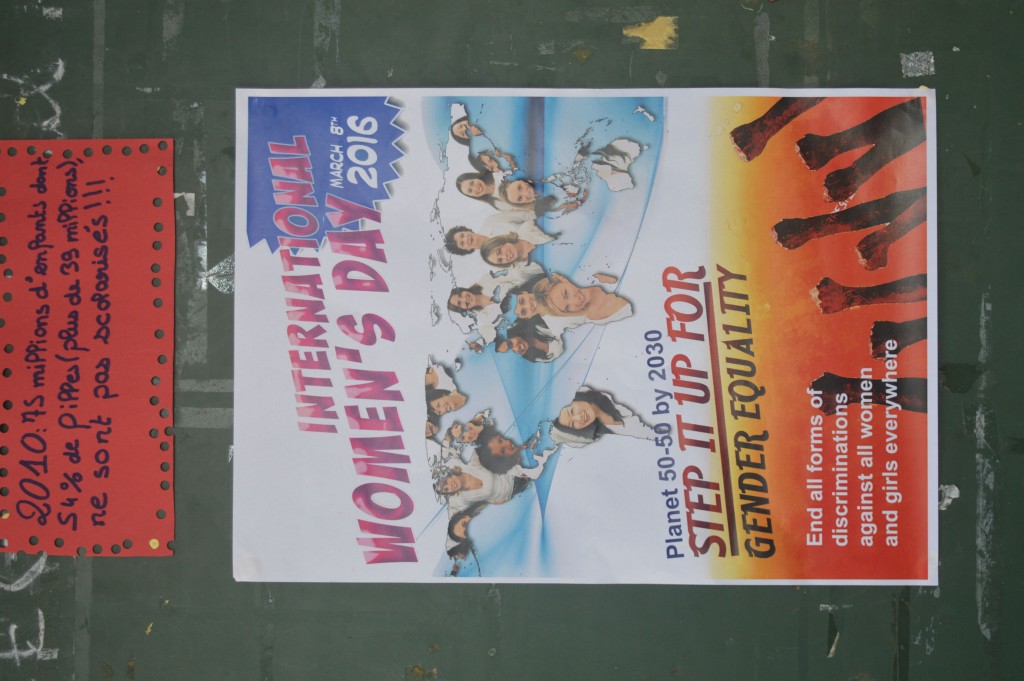 2010: 75 millions d'enfants dont
54% de filles (plus de 39 millions),
ne sont pas scolarisés !!!
INTERNATIONAL
WOMEN'S DAY
MARCH 8TH
2016
Planet 50-50 by 2030
STEP IT UP FOR
GENDER EQUALITY
End all forms of
discriminations
against all women
and girls everywhere